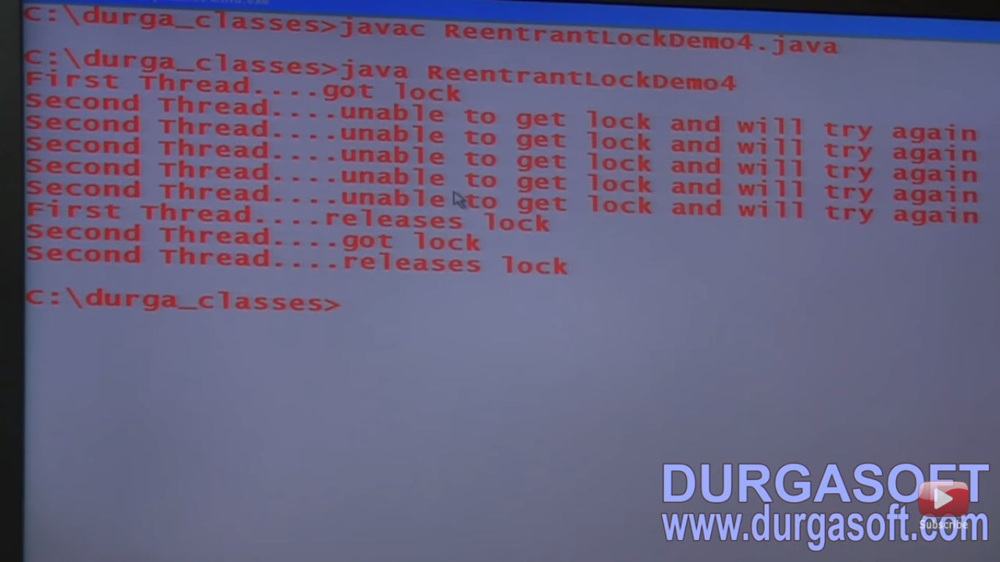 C:\durga_classes>javac ReentrantLockDemo4.java
C:\durga_classes>java ReentrantLockDemo4
First Thread....got lock
Second Thread....unable to get lock and will try again
Second Thread....unable to get lock and will try again
Second Thread....unable to get lock and will try again
Second Thread....unable to get lock and will try again
Second Thread....unable to get lock and will try again
First Thread....releases lock
Second Thread....got lock
Second Thread....releases lock
C:\durga_classes>
DURGASOFT
www.durgasoft.com
Subscribe